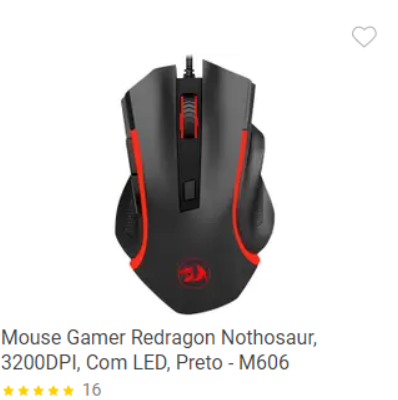 Mouse Gamer Redragon Nothosaur,
3200DPI, Com LED, Preto - M606
16